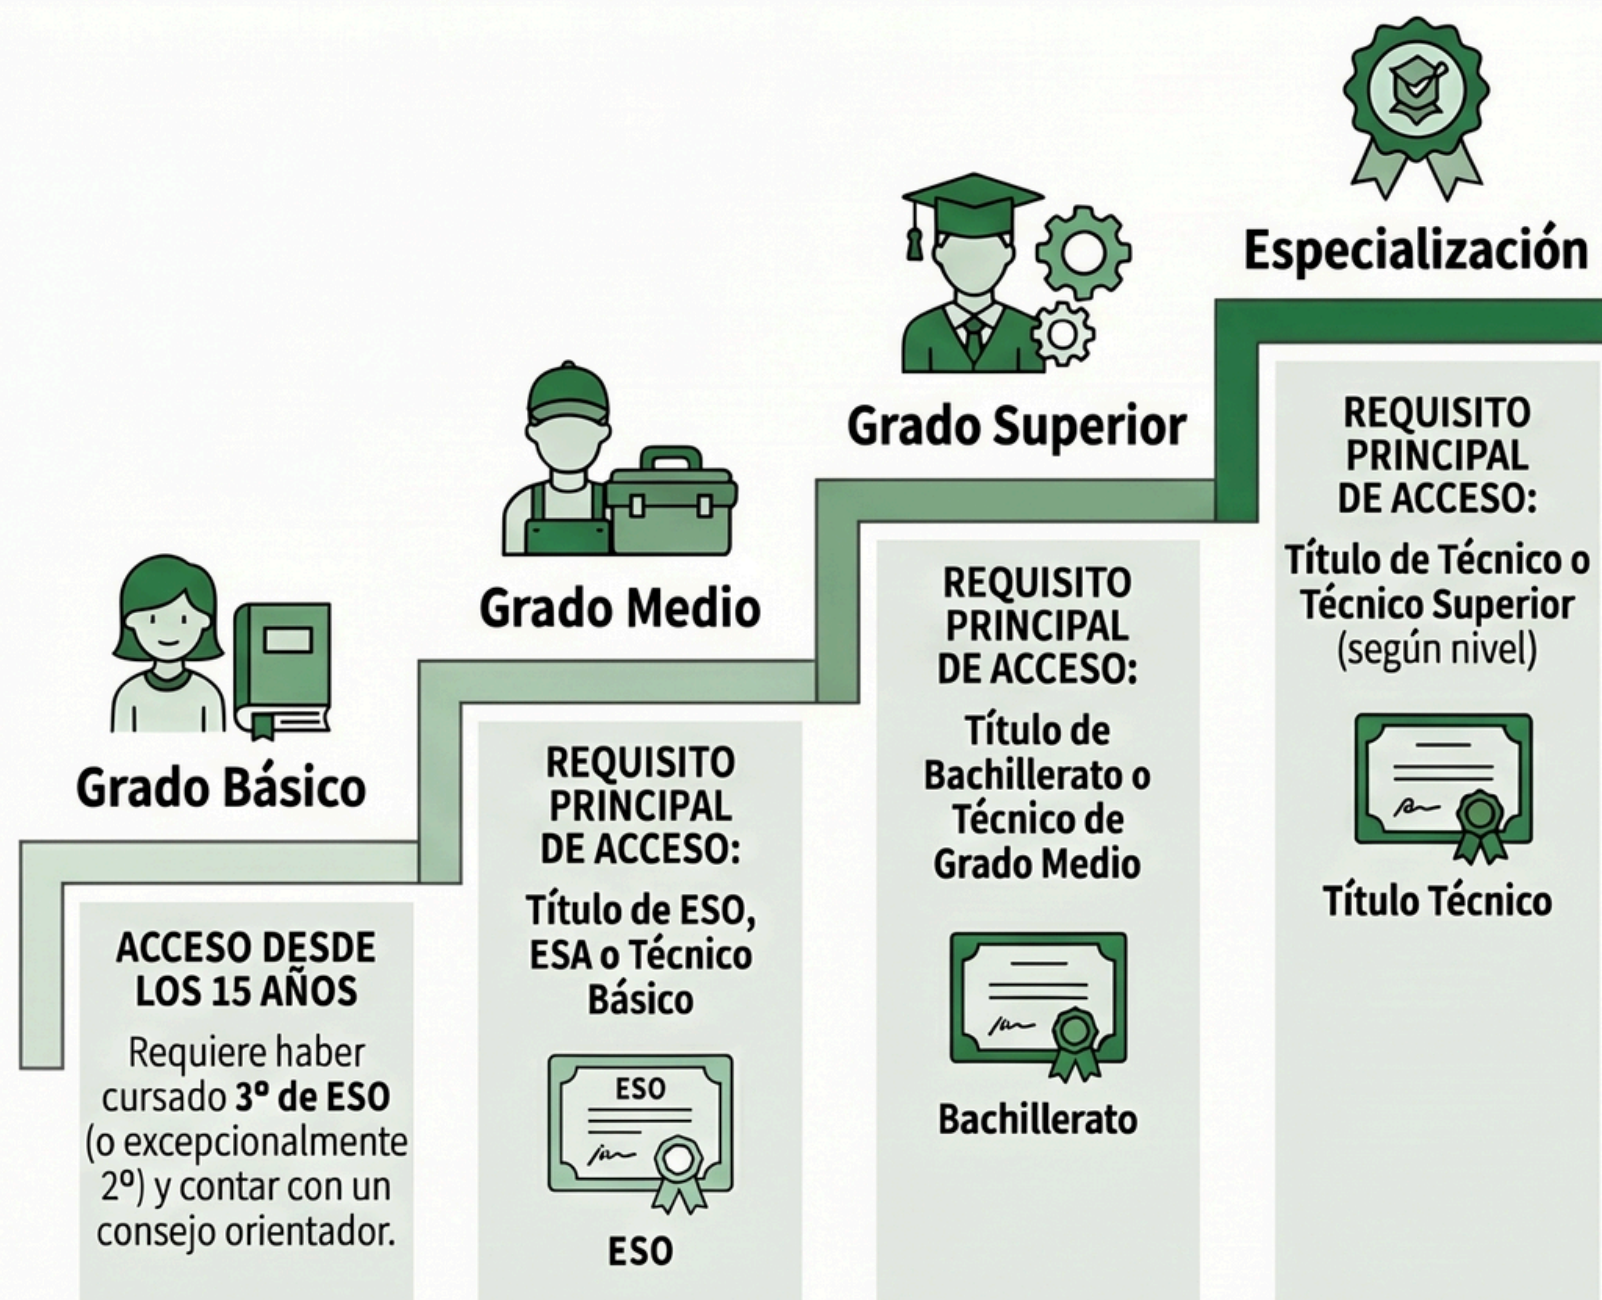 Grado Básico
ACCESO DESDE
LOS 15 AÑOS
Requiere haber
cursado 3º de ESO
(o excepcionalmente
2º) y contar con un
consejo orientador.
Grado Medio
REQUISITO
PRINCIPAL
DE ACCESO:
Título de ESO,
ESA o Técnico
Básico
ESO
ESO
Grado Superior
REQUISITO
PRINCIPAL
DE ACCESO:
Título de
Bachillerato o
Técnico de
Grado Medio
Bachillerato
Especialización
REQUISITO
PRINCIPAL
DE ACCESO:
Título de Técnico o
Técnico Superior
(según nivel)
Título Técnico